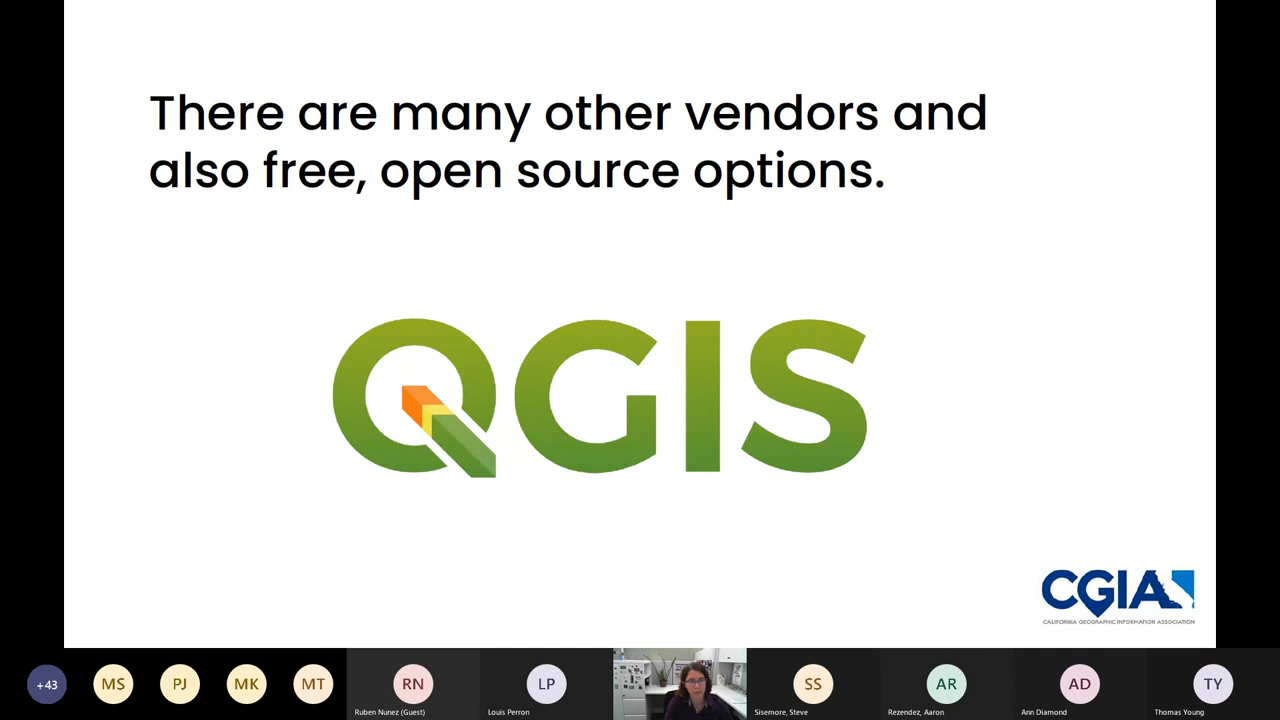 There are many other vendors and
also free, open source options.
QGIS
CGIA
CALIFORNIA GEOGRAPHIC INFORMATION ASSOCIATION
+43
MS
PJ
MK
MT
RN
LP
SS
AR
AD
TY
Ruben Nunez (Guest)
Louis Perron
Sisemore, Steve
Rezendez, Aaron
Ann Diamond
Thomas Young